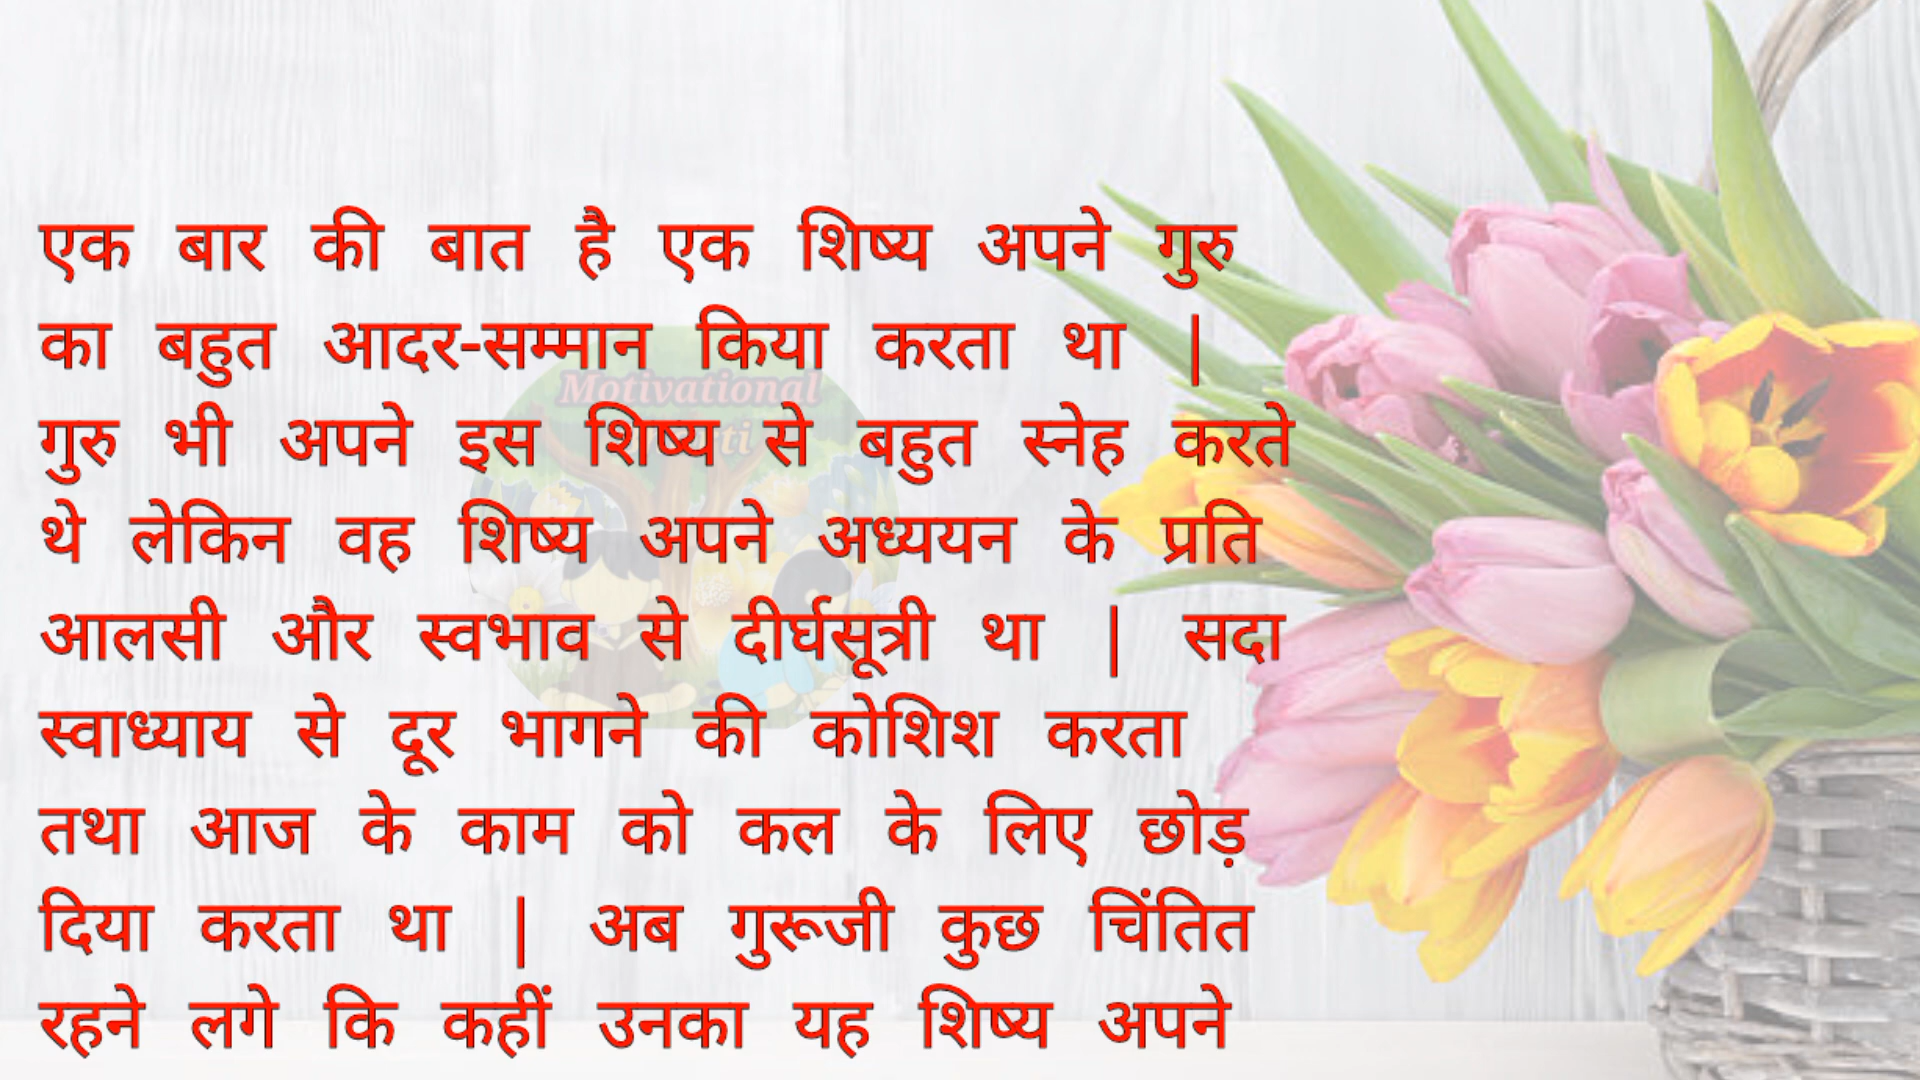 एक बार की बात है एक शिष्य अपने गुरु
का बहुत आदर-सम्मान किया करता था |
गुरु भी अपने इस शिष्य से बहुत स्नेह करते
थे लेकिन वह शिष्य अपने अध्ययन के प्रति
आलसी और स्वभाव से दीर्घसूत्री था | सदा
स्वाध्याय से दूर भागने की कोशिश करता
तथा आज के काम को कल के लिए छोड़
दिया करता था | अब गुरूजी कुछ चिंतित
रहने लगे कि कहीं उनका यह शिष्य अपने
Motivational